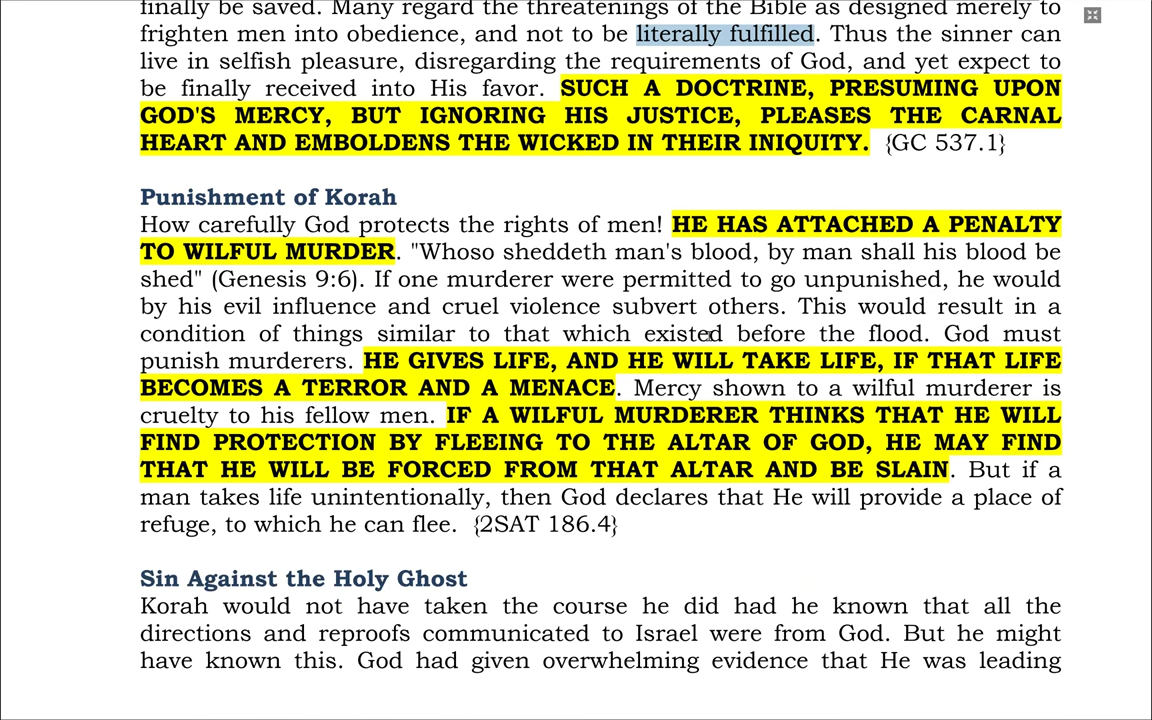 finally be saved. Many regard the threatenings of the Bible as designed merely to
frighten men into obedience, and not to be literally fulfilled. Thus the sinner can
live in selfish pleasure, disregarding the requirements of God, and yet expect to
be finally received into His favor. SUCH A DOCTRINE, PRESUMING UPON
GOD'S MERCY, BUT IGNORING HIS JUSTICE, PLEASES THE CARNAL
HEART AND EMBOLDENS THE WICKED IN THEIR INIQUITY. {GC 537.1}
Punishment of Korah
How carefully God protects the rights of men! HE HAS ATTACHED A PENALTY
TO WILFUL MURDER. "Whoso sheddeth man's blood, by man shall his blood be
shed" (Genesis 9:6). If one murderer were permitted to go unpunished, he would
by his evil influence and cruel violence subvert others. This would result in a
condition of things similar to that which existed before the flood. God must
punish murderers. HE GIVES LIFE, AND HE WILL TAKE LIFE, IF THAT LIFE
BECOMES A TERROR AND A MENACE. Mercy shown to a wilful murderer is
cruelty to his fellow men. IF A WILFUL MURDERER THINKS THAT HE WILL
FIND PROTECTION BY FLEEING TO THE ALTAR OF GOD, HE MAY FIND
THAT HE WILL BE FORCED FROM THAT ALTAR AND BE SLAIN. But if a
man takes life unintentionally, then God declares that He will provide a place of
refuge, to which he can flee. {2SAT 186.4}
Sin Against the Holy Ghost
Korah would not have taken the course he did had he known that all the
directions and reproofs communicated to Israel were from God. But he might
have known this. God had given overwhelming evidence that He was leading